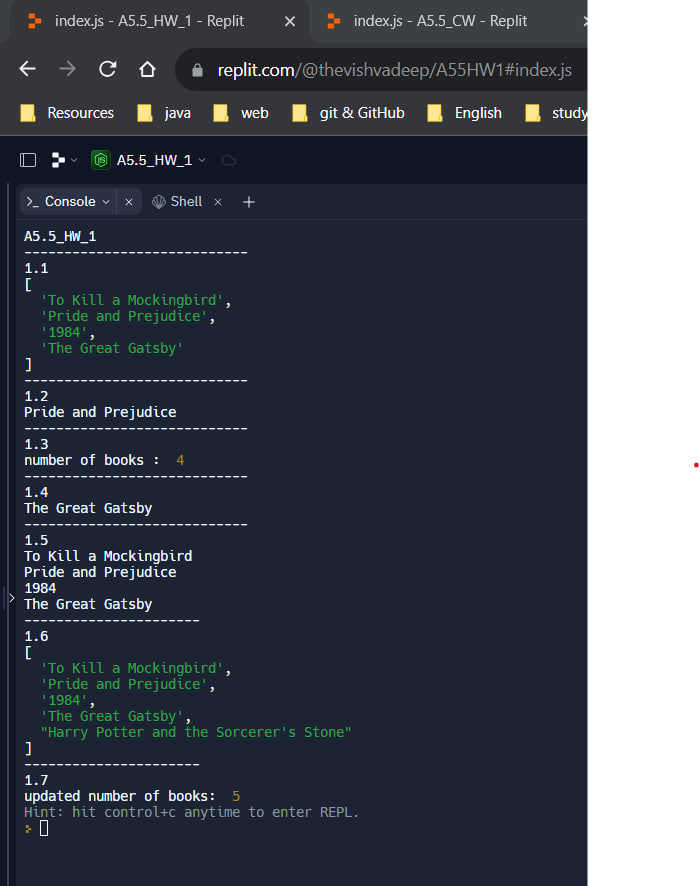 index.js - A5.5_HW_1 - Replit
index.js - A5.5_CW - Replit
replit.com/@thevishvadeep/A55HW1#index.js
Resources java web git & GitHub English study
A5.5_HW_1
Console Shell
A5.5_HW_1
----------------------------
1.1
[
  'To Kill a Mockingbird',
  'Pride and Prejudice',
  '1984',
  'The Great Gatsby'
]
----------------------------
1.2
Pride and Prejudice
----------------------------
1.3
number of books :  4
----------------------------
1.4
The Great Gatsby
----------------------------
1.5
To Kill a Mockingbird
Pride and Prejudice
1984
The Great Gatsby
----------------------
1.6
[
  'To Kill a Mockingbird',
  'Pride and Prejudice',
  '1984',
  'The Great Gatsby',
  "Harry Potter and the Sorcerer's Stone"
]
----------------------
1.7
updated number of books:  5
Hint: hit control+c anytime to enter REPL.